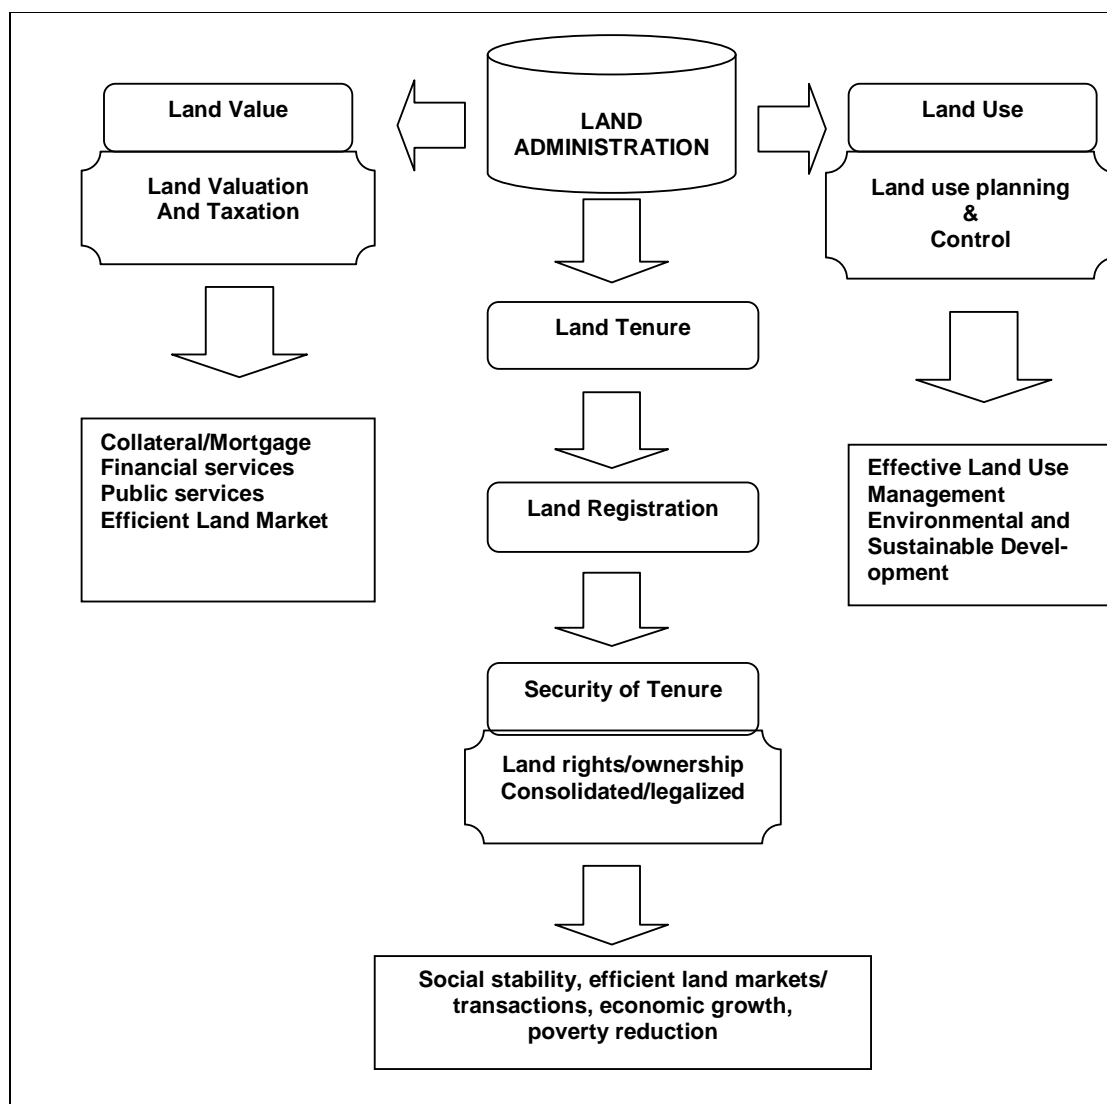 LAND
ADMINISTRATION
Land Value
Land Valuation
And Taxation
Collateral/Mortgage
Financial services
Public services
Efficient Land Market
Land Tenure
Land Registration
Security of Tenure
Land rights/ownership
Consolidated/legalized
Social stability, efficient land markets/
transactions, economic growth,
poverty reduction
Land Use
Land use planning
&
Control
Effective Land Use
Management
Environmental and
Sustainable Devel-
opment